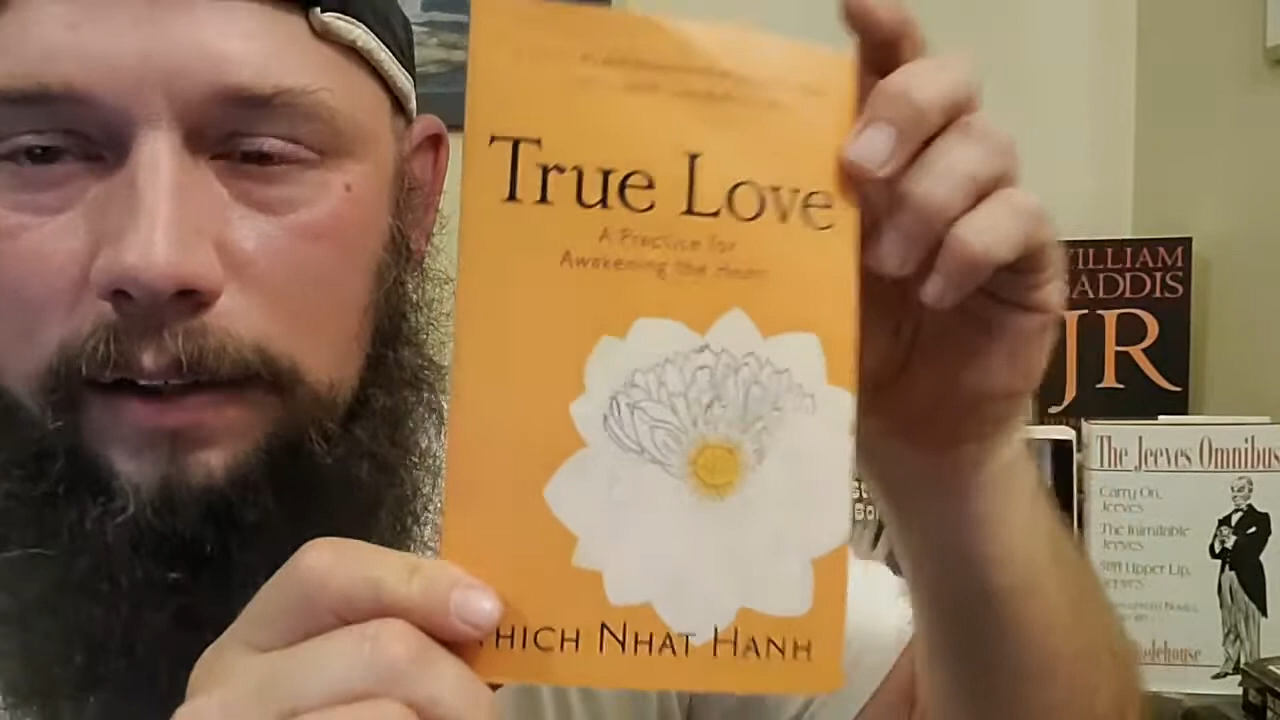 True Love
A Practice for
Awakening the Heart
THICH NHAT HANH
WILLIAM
GADDIS
JR
The Jeeves Omnibus
Carry On,
Jeeves
The Inimitable
Jeeves
Stiff Upper Lip,
Jeeves